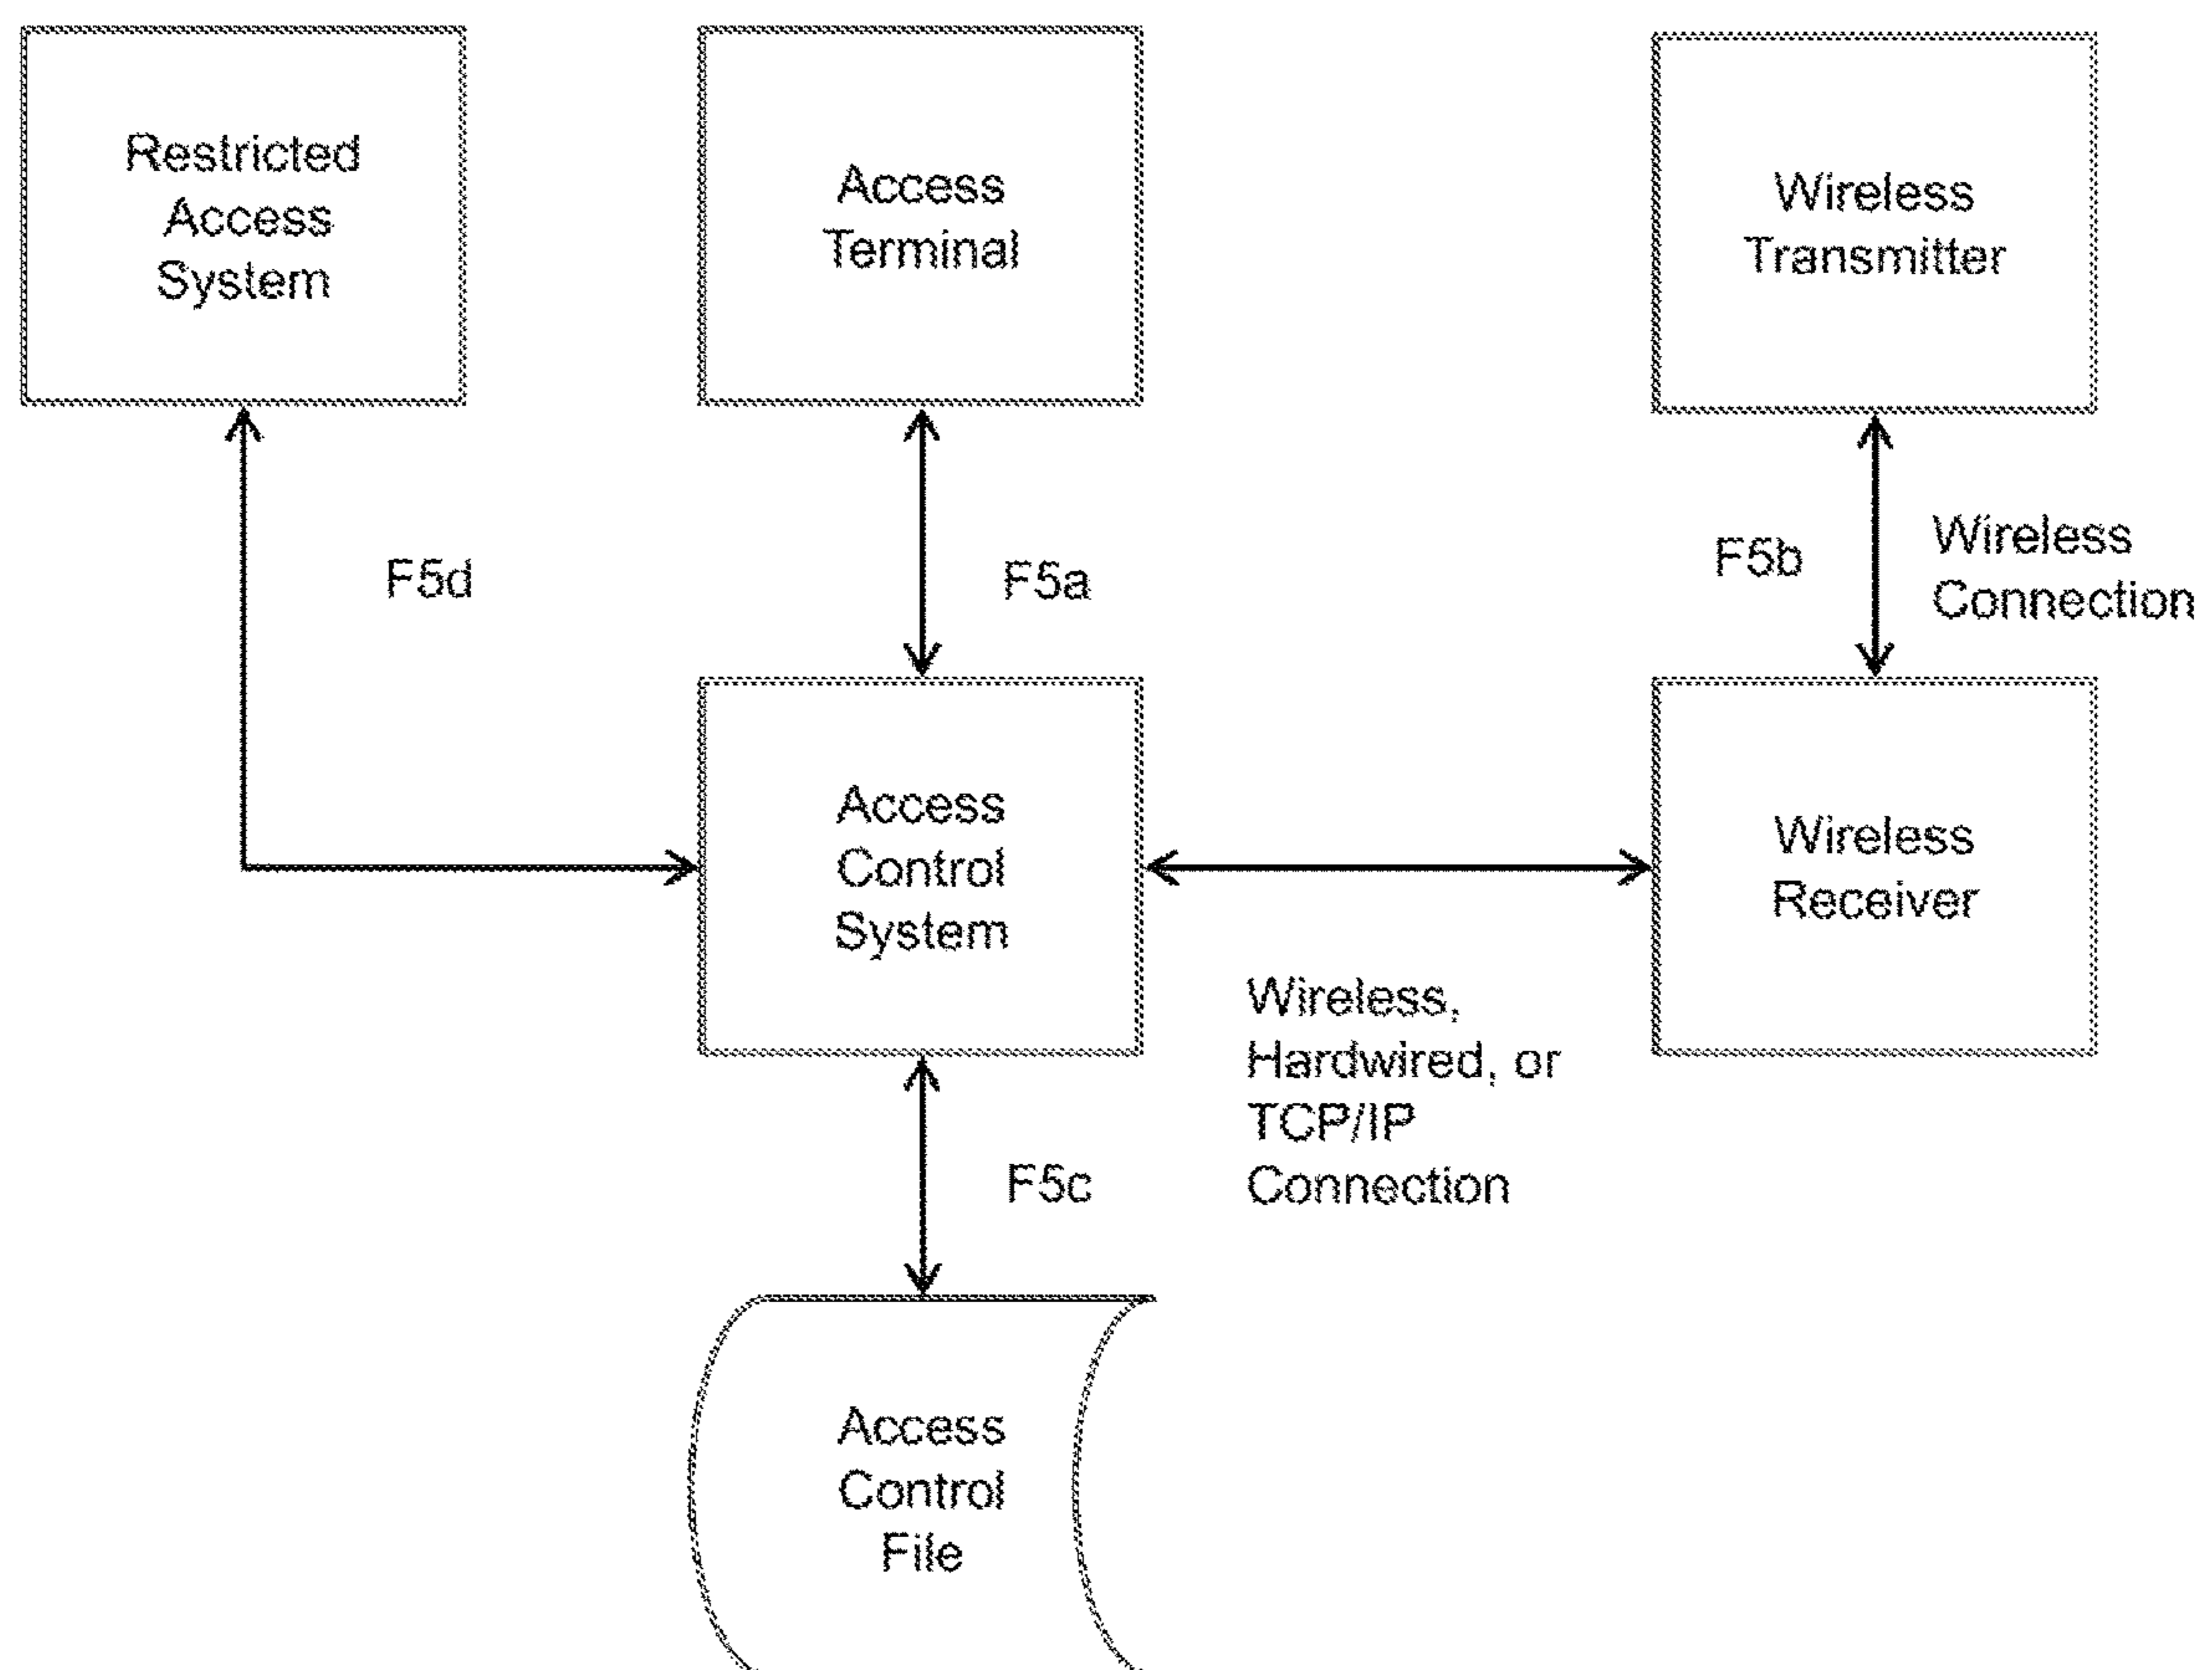 Restricted
Access
System
Access
Terminal
Wireless
Transmitter
F5d
F5a
F5b
Wireless
Connection
Access
Control
System
Wireless
Receiver
Wireless,
Hardwired, or
TCP/IP
Connection
F5c
Access
Control
File